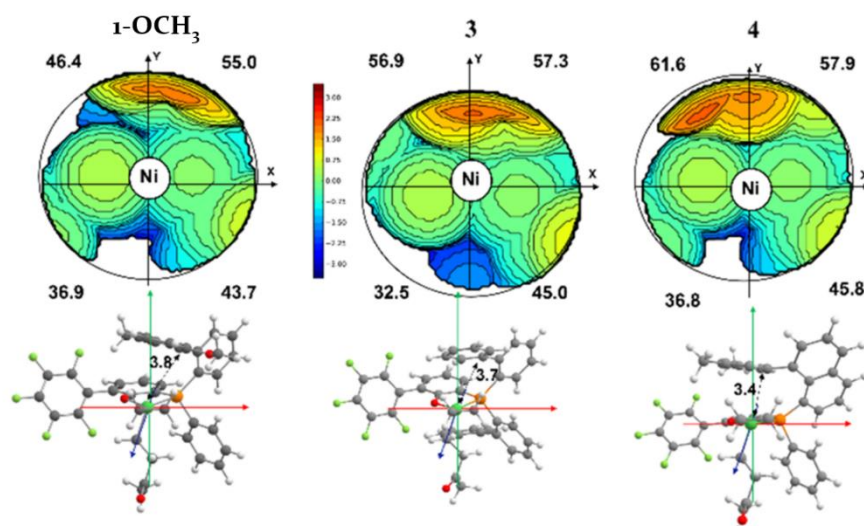 1-OCH₃
46.4
Y
55.0
Ni
X
36.9
43.7
3
56.9
Y
57.3
3.00
2.25
1.50
0.75
0.00
-0.75
-1.50
-2.25
-3.00
Ni
X
32.5
45.0
4
61.6
Y
57.9
Ni
X
36.8
45.8
3.8
3.7
3.4